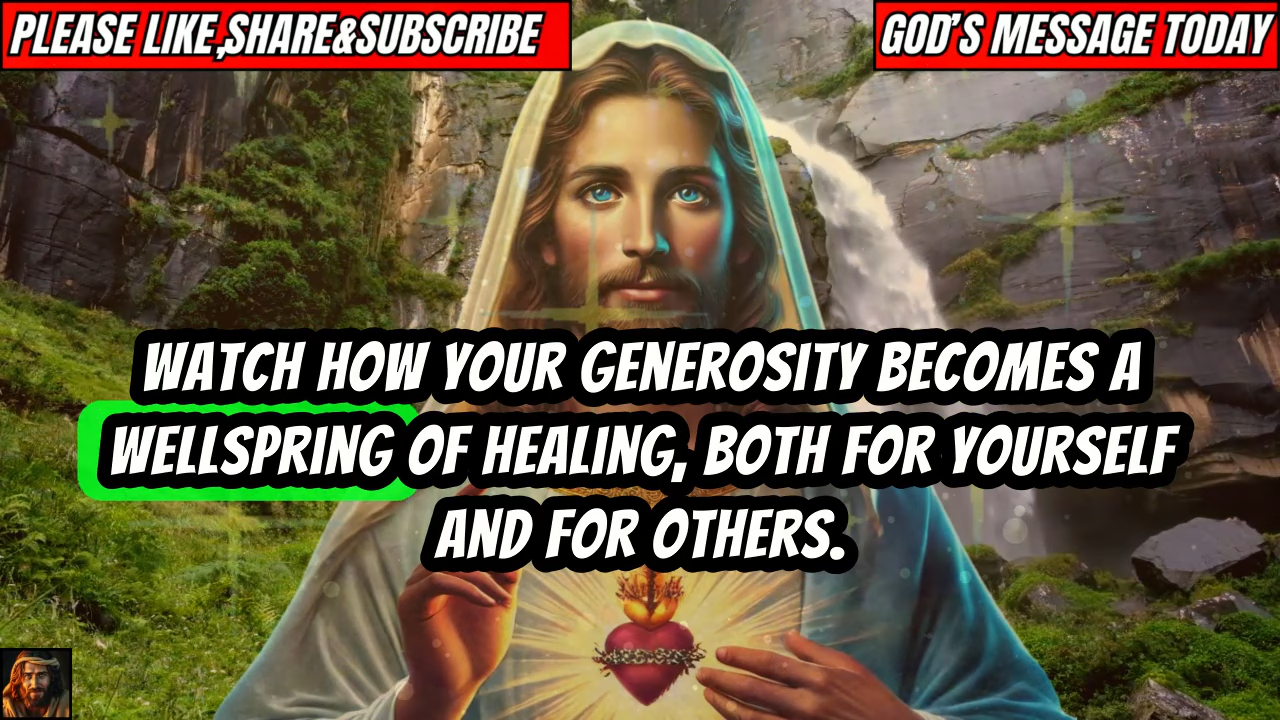 PLEASE LIKE,SHARE&SUBSCRIBE
GOD'S MESSAGE TODAY
WATCH HOW YOUR GENEROSITY BECOMES A
WELLSPRING OF HEALING, BOTH FOR YOURSELF
AND FOR OTHERS.